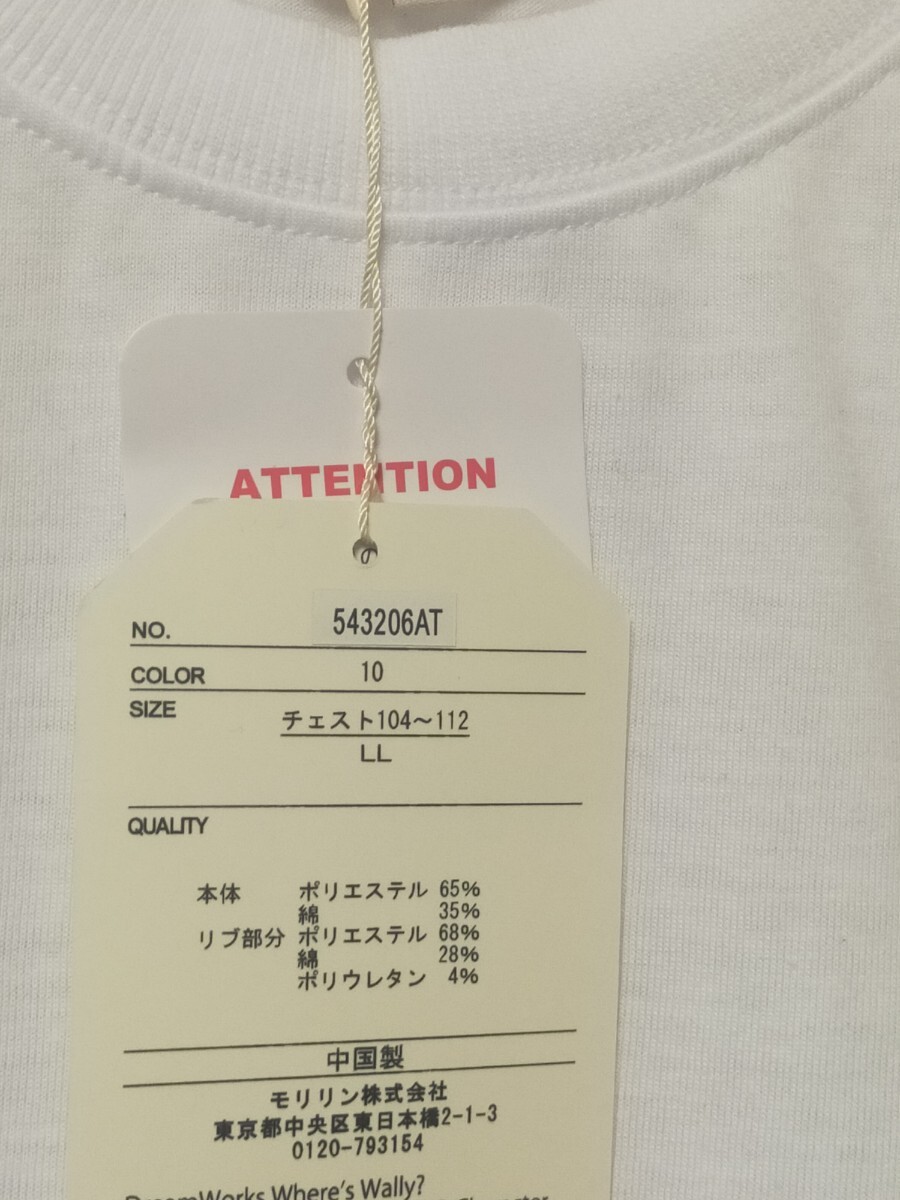 ATTENTION
NO. 543206AT
COLOR 10
SIZE チェスト104~112
LL
QUALITY
本体 ポリエステル 65%
綿 35%
リブ部分 ポリエステル 68%
綿 28%
ポリウレタン 4%
中国製
モリリン株式会社
東京都中央区東日本橋2-1-3
0120-793154
DreamWorks Where's Wally?
Character